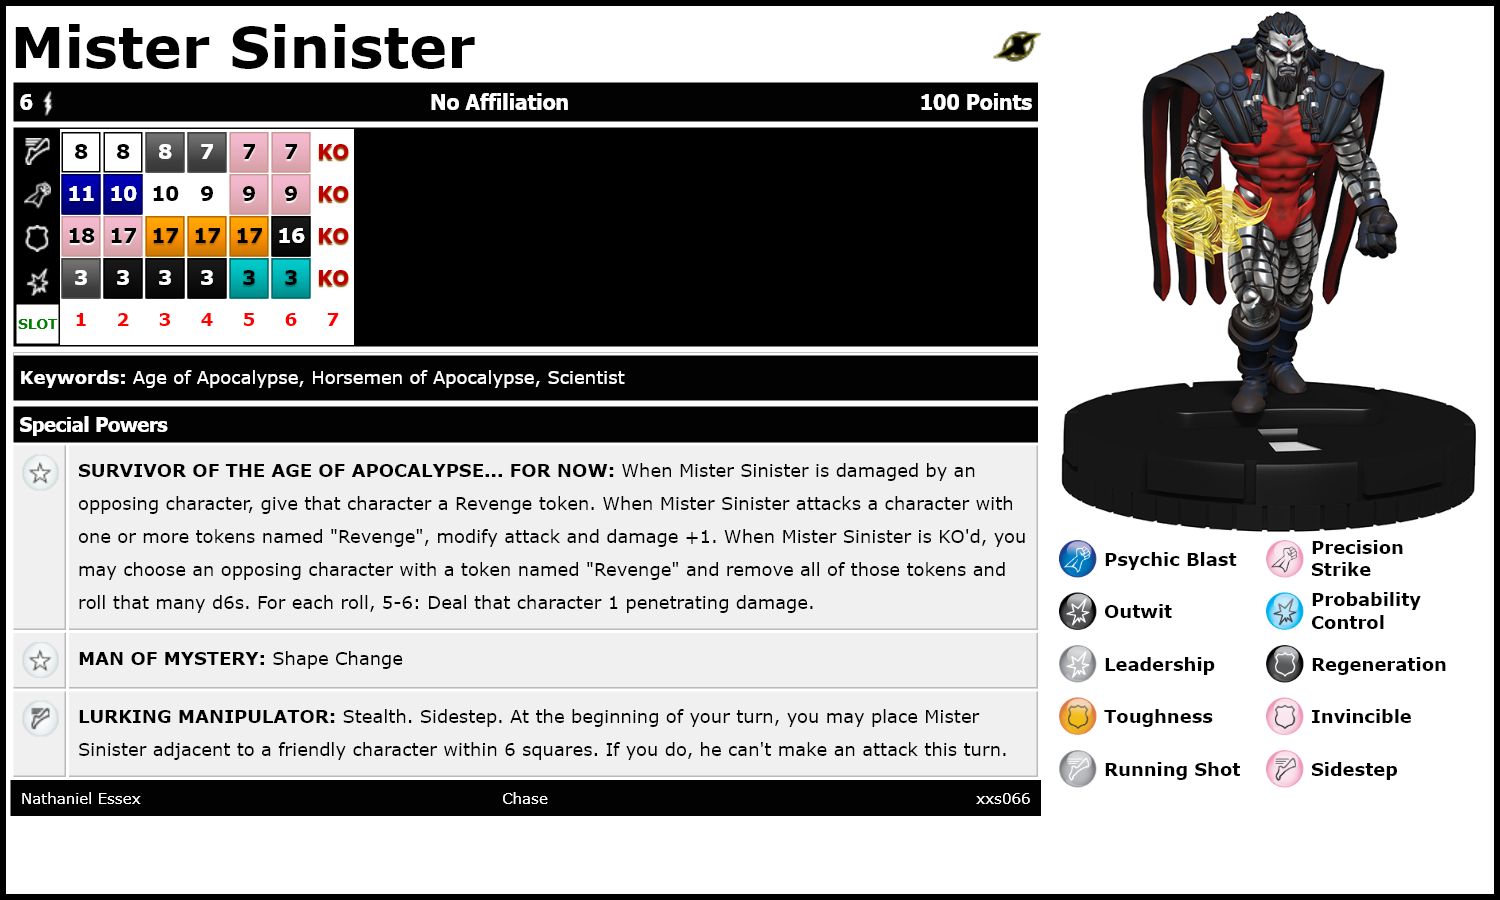 Mister Sinister
6 No Affiliation 100 Points
8 8 8 7 7 7 KO
11 10 10 9 9 9 KO
18 17 17 17 17 16 KO
3 3 3 3 3 3 KO
SLOT 1 2 3 4 5 6 7
Keywords: Age of Apocalypse, Horsemen of Apocalypse, Scientist
Special Powers
SURVIVOR OF THE AGE OF APOCALYPSE... FOR NOW: When Mister Sinister is damaged by an
opposing character, give that character a Revenge token. When Mister Sinister attacks a character with
one or more tokens named "Revenge", modify attack and damage +1. When Mister Sinister is KO'd, you
may choose an opposing character with a token named "Revenge" and remove all of those tokens and
roll that many d6s. For each roll, 5-6: Deal that character 1 penetrating damage.
MAN OF MYSTERY: Shape Change
LURKING MANIPULATOR: Stealth. Sidestep. At the beginning of your turn, you may place Mister
Sinister adjacent to a friendly character within 6 squares. If you do, he can't make an attack this turn.
Nathaniel Essex Chase xxs066
Psychic Blast
Precision
Strike
Outwit
Probability
Control
Leadership
Regeneration
Toughness
Invincible
Running Shot
Sidestep